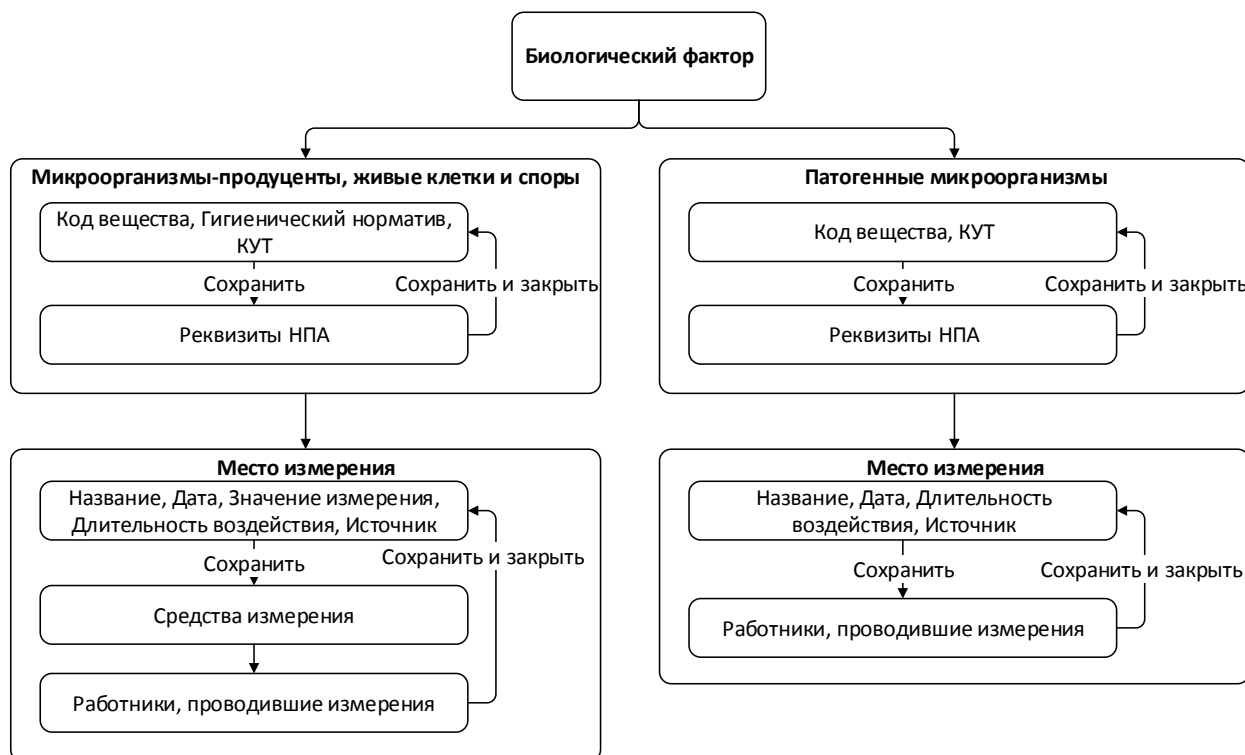 Биологический фактор
Микроорганизмы-продуценты, живые клетки и споры
Код вещества, Гигиенический норматив,
КУТ
Сохранить
Сохранить и закрыть
Реквизиты НПА
Место измерения
Название, Дата, Значение измерения,
Длительность воздействия, Источник
Сохранить
Сохранить и закрыть
Средства измерения
Работники, проводившие измерения
Патогенные микроорганизмы
Код вещества, КУТ
Сохранить
Сохранить и закрыть
Реквизиты НПА
Место измерения
Название, Дата, Длительность
воздействия, Источник
Сохранить
Сохранить и закрыть
Работники, проводившие измерения